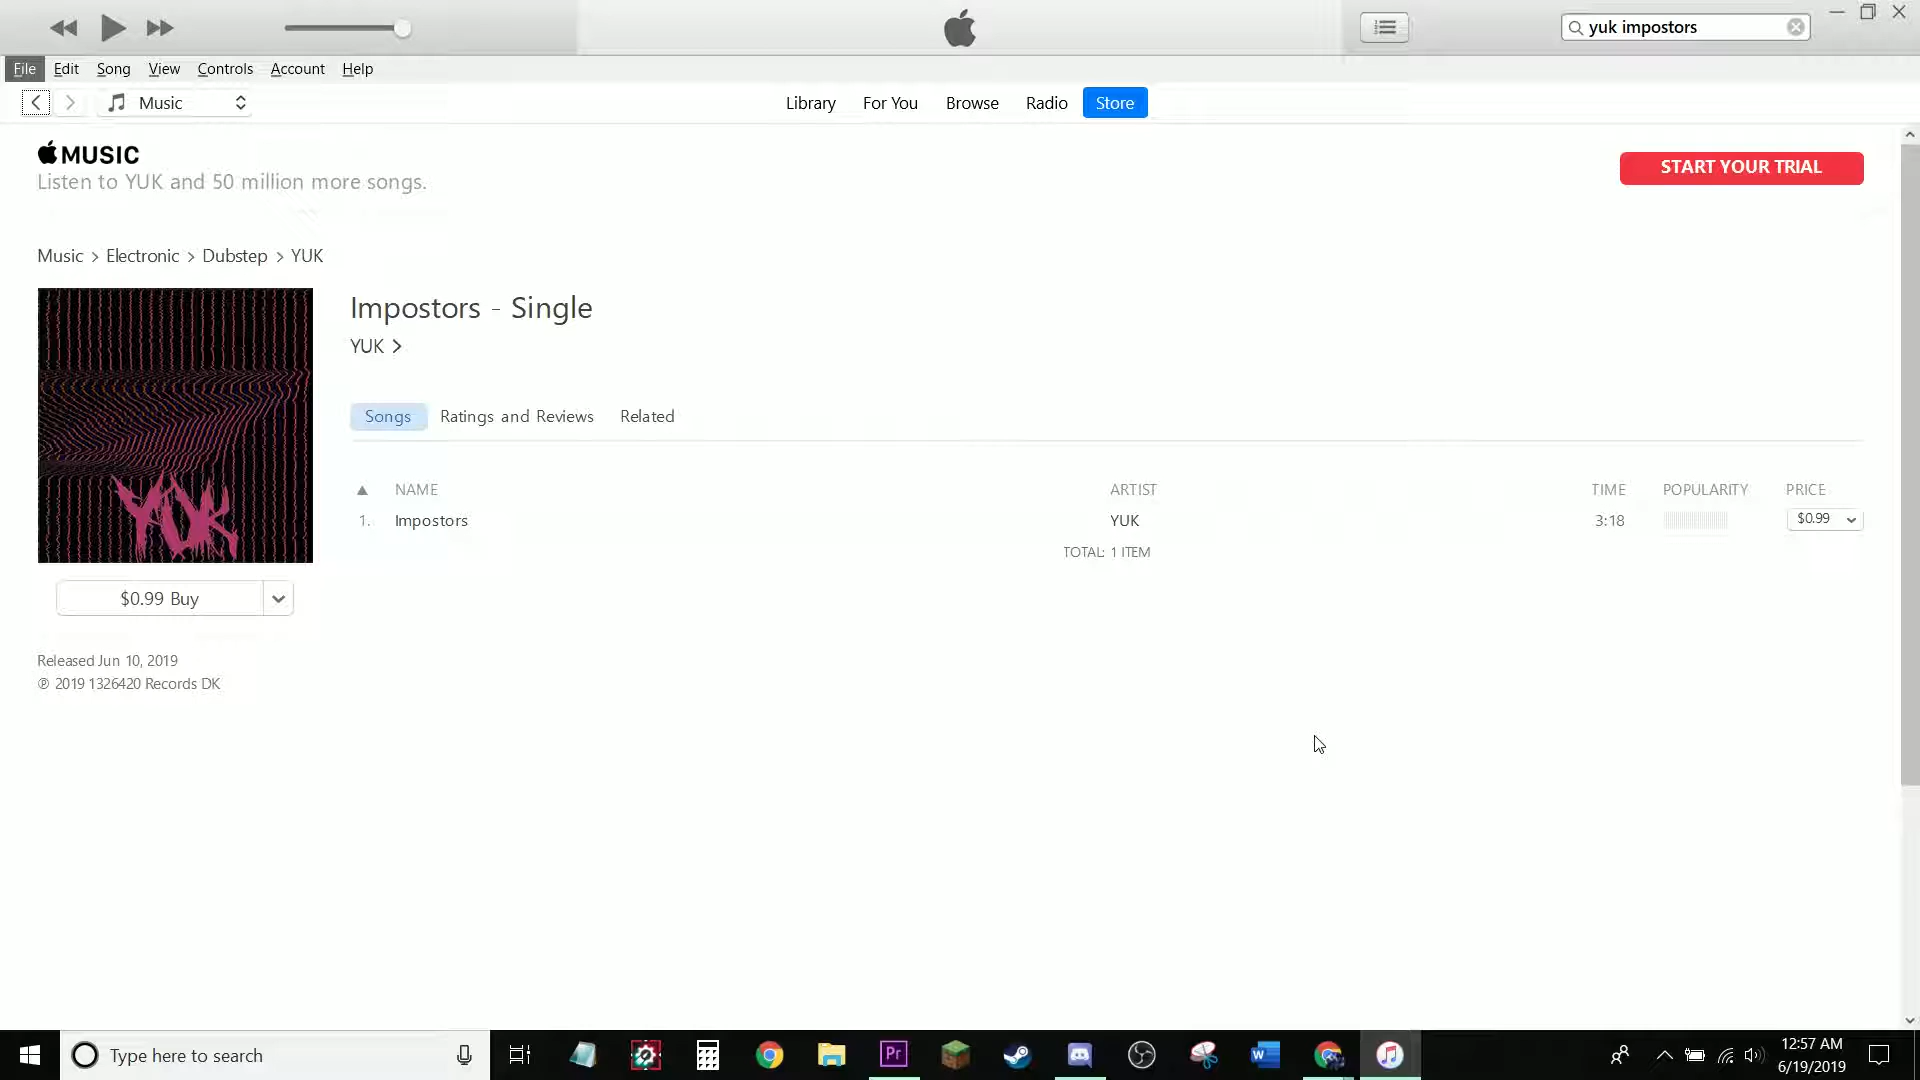 yuk impostors
File Edit Song View Controls Account Help
Music Library For You Browse Radio Store
MUSIC
Listen to YUK and 50 million more songs.
START YOUR TRIAL
Music > Electronic > Dubstep > YUK
Impostors - Single
YUK >
Songs Ratings and Reviews Related
▲ NAME ARTIST TIME POPULARITY PRICE
1. Impostors YUK 3:18 $0.99
TOTAL: 1 ITEM
YUK
$0.99 Buy
Released Jun 10, 2019
℗ 2019 1326420 Records DK
Type here to search
Pr
W
12:57 AM
6/19/2019